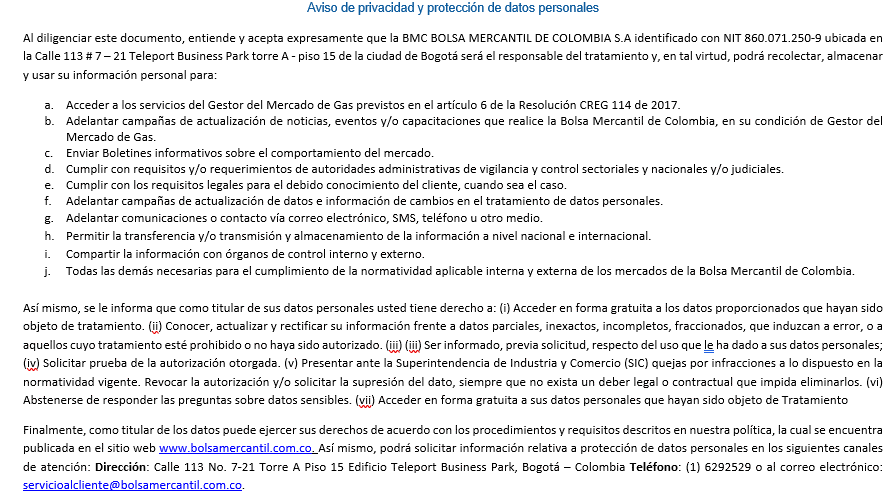 Aviso de privacidad y protección de datos personales
Al diligenciar este documento, entiende y acepta expresamente que la BMC BOLSA MERCANTIL DE COLOMBIA S.A identificado con NIT 860.071.250-9 ubicada en
la Calle 113 # 7 – 21 Teleport Business Park torre A - piso 15 de la ciudad de Bogotá será el responsable del tratamiento y, en tal virtud, podrá recolectar, almacenar
y usar su información personal para:
a. Acceder a los servicios del Gestor del Mercado de Gas previstos en el artículo 6 de la Resolución CREG 114 de 2017.
b. Adelantar campañas de actualización de noticias, eventos y/o capacitaciones que realice la Bolsa Mercantil de Colombia, en su condición de Gestor del
Mercado de Gas.
c. Enviar Boletines informativos sobre el comportamiento del mercado.
d. Cumplir con requisitos y/o requerimientos de autoridades administrativas de vigilancia y control sectoriales y nacionales y/o judiciales.
e. Cumplir con los requisitos legales para el debido conocimiento del cliente, cuando sea el caso.
f. Adelantar campañas de actualización de datos e información de cambios en el tratamiento de datos personales.
g. Adelantar comunicaciones o contacto vía correo electrónico, SMS, teléfono u otro medio.
h. Permitir la transferencia y/o transmisión y almacenamiento de la información a nivel nacional e internacional.
i. Compartir la información con órganos de control interno y externo.
j. Todas las demás necesarias para el cumplimiento de la normatividad aplicable interna y externa de los mercados de la Bolsa Mercantil de Colombia.
Así mismo, se le informa que como titular de sus datos personales usted tiene derecho a: (i) Acceder en forma gratuita a los datos proporcionados que hayan sido
objeto de tratamiento. (ii) Conocer, actualizar y rectificar su información frente a datos parciales, inexactos, incompletos, fraccionados, que induzcan a error, o a
aquellos cuyo tratamiento esté prohibido o no haya sido autorizado. (iii) (iii) Ser informado, previa solicitud, respecto del uso que le ha dado a sus datos personales;
(iv) Solicitar prueba de la autorización otorgada. (v) Presentar ante la Superintendencia de Industria y Comercio (SIC) quejas por infracciones a lo dispuesto en la
normatividad vigente. Revocar la autorización y/o solicitar la supresión del dato, siempre que no exista un deber legal o contractual que impida eliminarlos. (vi)
Abstenerse de responder las preguntas sobre datos sensibles. (vii) Acceder en forma gratuita a sus datos personales que hayan sido objeto de Tratamiento
Finalmente, como titular de los datos puede ejercer sus derechos de acuerdo con los procedimientos y requisitos descritos en nuestra política, la cual se encuentra
publicada en el sitio web www.bolsamercantil.com.co. Así mismo, podrá solicitar información relativa a protección de datos personales en los siguientes canales
de atención: Dirección: Calle 113 No. 7-21 Torre A Piso 15 Edificio Teleport Business Park, Bogotá – Colombia Teléfono: (1) 6292529 o al correo electrónico:
servicioalcliente@bolsamercantil.com.co.